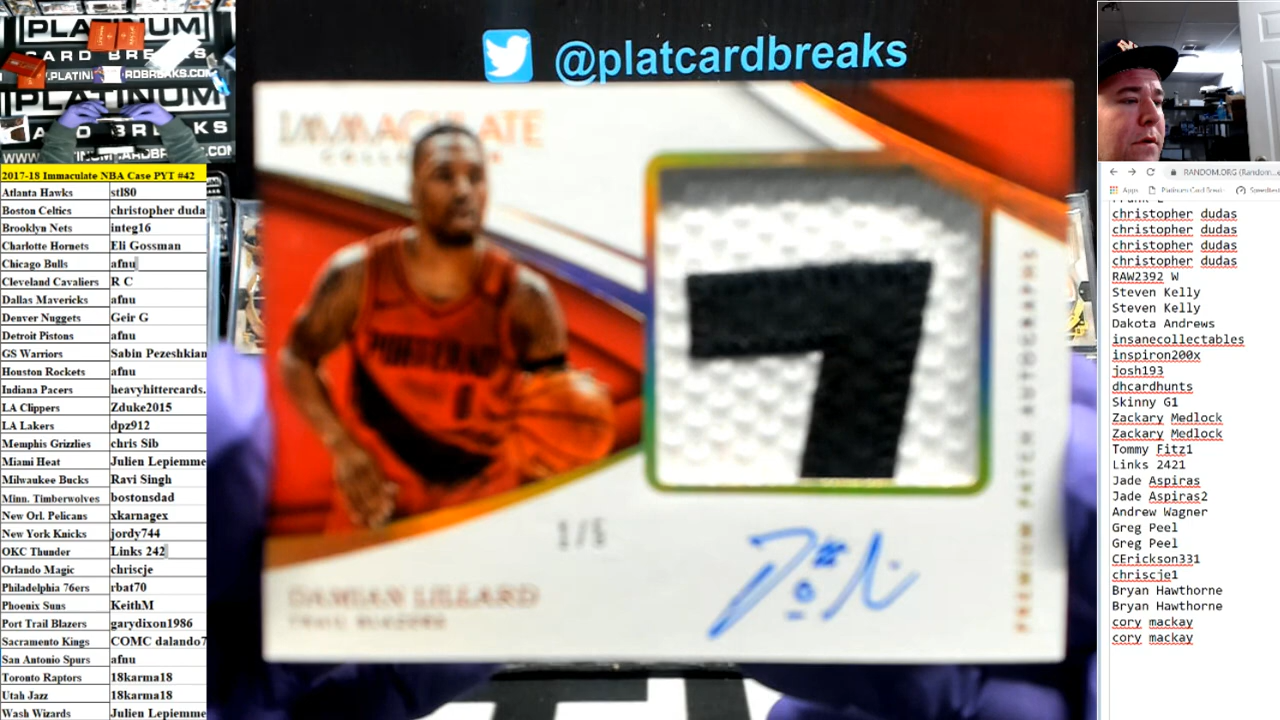 PLATINUM
CARD BREAKS
PLATINUM
CARD BREAKS
@platcardbreaks
2017-18 Immaculate NBA Case PYT #42
Atlanta Hawks stl80
Boston Celtics christopher duda
Brooklyn Nets integ16
Charlotte Hornets Eli Gossman
Chicago Bulls afnu
Cleveland Cavaliers R C
Dallas Mavericks afnu
Denver Nuggets Geir G
Detroit Pistons afnu
GS Warriors Sabin Pezeshkian
Houston Rockets afnu
Indiana Pacers heavyhittercards.
LA Clippers Zduke2015
LA Lakers dpz912
Memphis Grizzlies chris Sib
Miami Heat Julien Lepiemme
Milwaukee Bucks Ravi Singh
Minn. Timberwolves bostonsdad
New Orl. Pelicans xkarnagex
New York Knicks jordy744
OKC Thunder Links 242
Orlando Magic chriscje
Philadelphia 76ers rbat70
Phoenix Suns KeithM
Port Trail Blazers garydixon1986
Sacramento Kings COMC dalando7
San Antonio Spurs afnu
Toronto Raptors 18karma18
Utah Jazz 18karma18
Wash Wizards Julien Lepiemme
IMMACULATE
COLLECTION
PORTLAND
1/5
DAMIAN LILLARD
TRAIL BLAZERS
PREMIUM PATCH AUTOGRAPHS
RANDOM.ORG (Random...
Apps Platinum Card Break
christopher dudas
christopher dudas
christopher dudas
christopher dudas
RAW2392 W
Steven Kelly
Steven Kelly
Dakota Andrews
insanecollectables
inspiron200x
josh193
dhcardhunts
Skinny G1
Zackary Medlock
Zackary Medlock
Tommy Fitz1
Links 2421
Jade Aspiras
Jade Aspiras2
Andrew Wagner
Greg Peel
Greg Peel
CErickson331
chriscje1
Bryan Hawthorne
Bryan Hawthorne
cory mackay
cory mackay